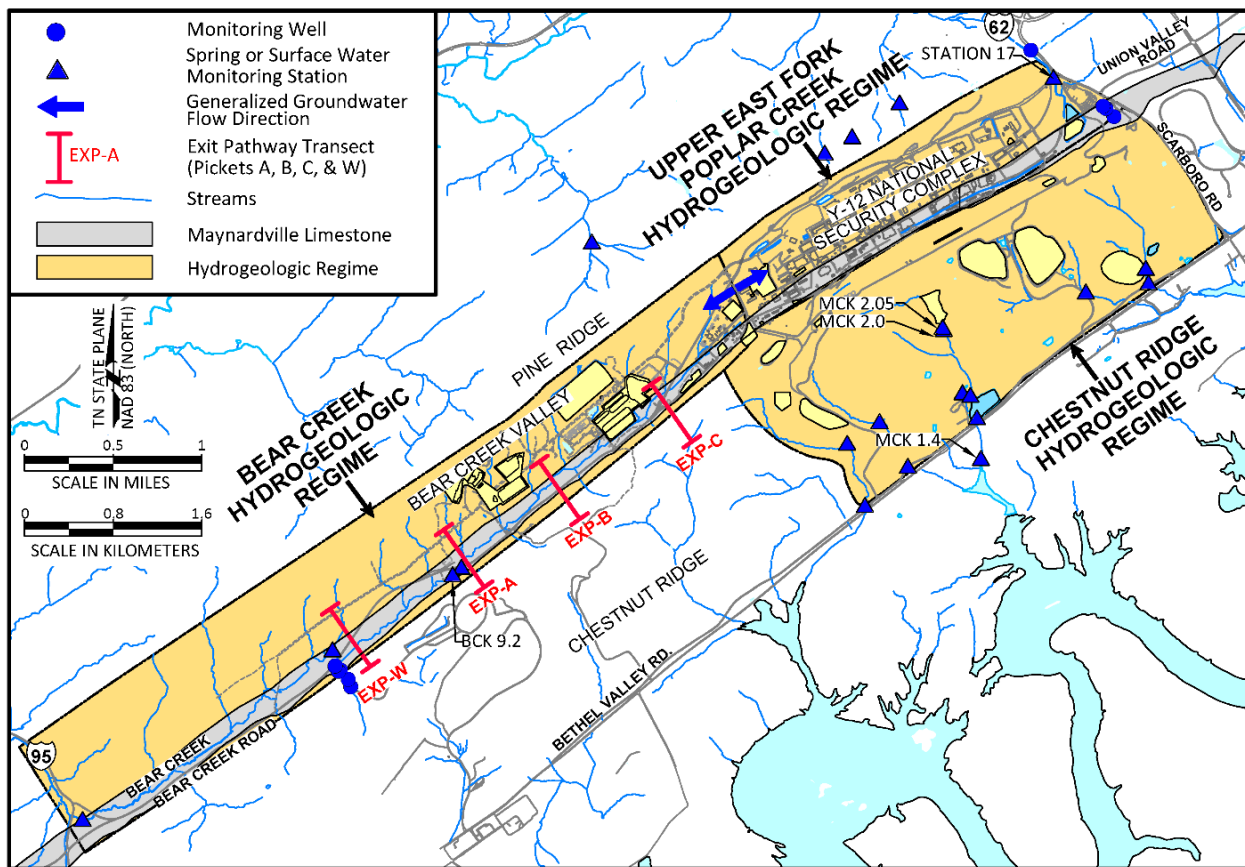 Monitoring Well
Spring or Surface Water
Monitoring Station
Generalized Groundwater
Flow Direction
EXP-A
Exit Pathway Transect
(Pickets A, B, C, & W)
Streams
Maynardville Limestone
Hydrogeologic Regime
62
STATION 17
UNION VALLEY
ROAD
SCARBORO RD
UPPER EAST FORK
POPLAR CREEK
HYDROGEOLOGIC REGIME
Y-12 NATIONAL
SECURITY COMPLEX
TN STATE PLANE
NAD 83 (NORTH)
0 0.5 1
SCALE IN MILES
0 0.8 1.6
SCALE IN KILOMETERS
PINE RIDGE
BEAR CREEK
HYDROGEOLOGIC
REGIME
BEAR CREEK VALLEY
MCK 2.05
MCK 2.0
MCK 1.4
CHESTNUT RIDGE
HYDROGEOLOGIC
REGIME
EXP-C
EXP-B
EXP-A
EXP-W
BCK 9.2
CHESTNUT RIDGE
BETHEL VALLEY RD.
95
BEAR CREEK
BEAR CREEK ROAD